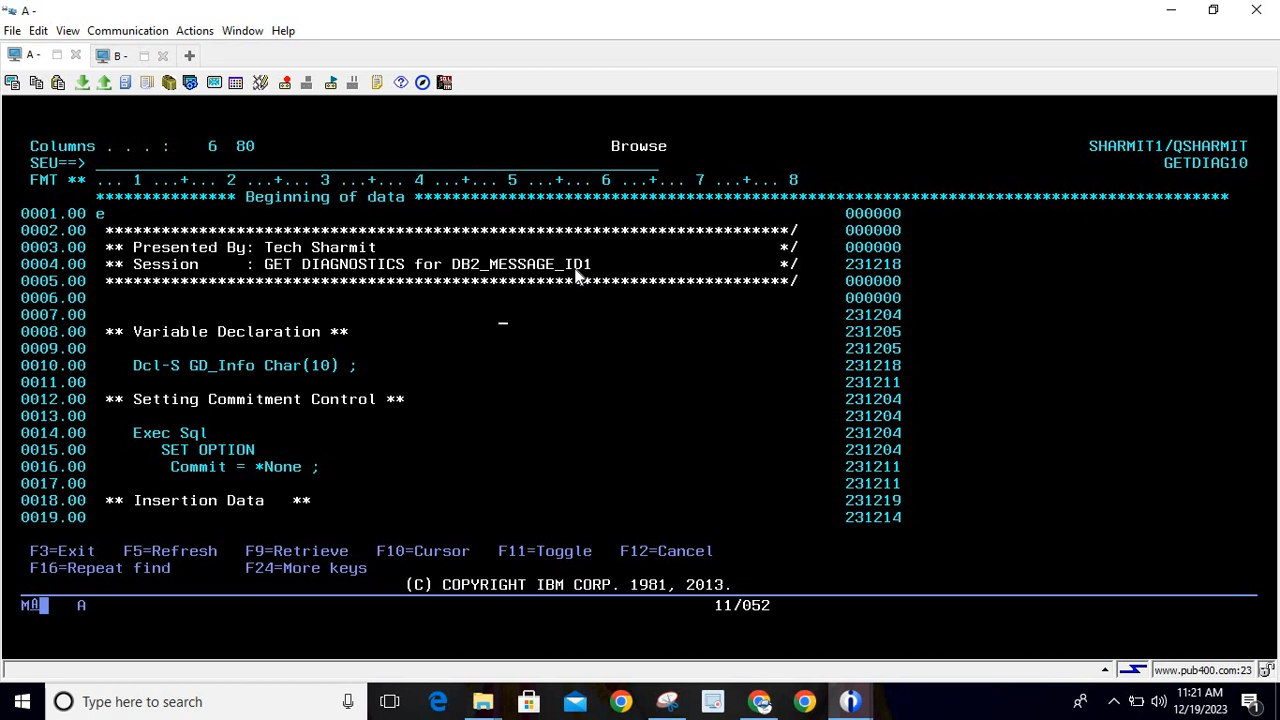 A -
File Edit View Communication Actions Window Help
A - B -
Columns . . . : 6 80 Browse SHARMIT1/QSHARMIT
SEU==> GETDIAG10
FMT ** ... 1 ...+... 2 ...+... 3 ...+... 4 ...+... 5 ...+... 6 ...+... 7 ...+... 8
*************** Beginning of data ***************************************************************************************
0001.00 e 000000
0002.00 *************************************************************************/ 000000
0003.00 ** Presented By: Tech Sharmit */ 000000
0004.00 ** Session : GET DIAGNOSTICS for DB2_MESSAGE_ID1 */ 231218
0005.00 *************************************************************************/ 000000
0006.00 000000
0007.00 231204
0008.00 ** Variable Declaration ** 231205
0009.00 231205
0010.00 Dcl-S GD_Info Char(10) ; 231218
0011.00 231211
0012.00 ** Setting Commitment Control ** 231204
0013.00 231204
0014.00 Exec Sql 231204
0015.00 SET OPTION 231204
0016.00 Commit = *None ; 231211
0017.00 231211
0018.00 ** Insertion Data ** 231219
0019.00 231214
F3=Exit F5=Refresh F9=Retrieve F10=Cursor F11=Toggle F12=Cancel
F16=Repeat find F24=More keys
(C) COPYRIGHT IBM CORP. 1981, 2013.
MA A 11/052
www.pub400.com:23
Type here to search
11:21 AM
12/19/2023
1